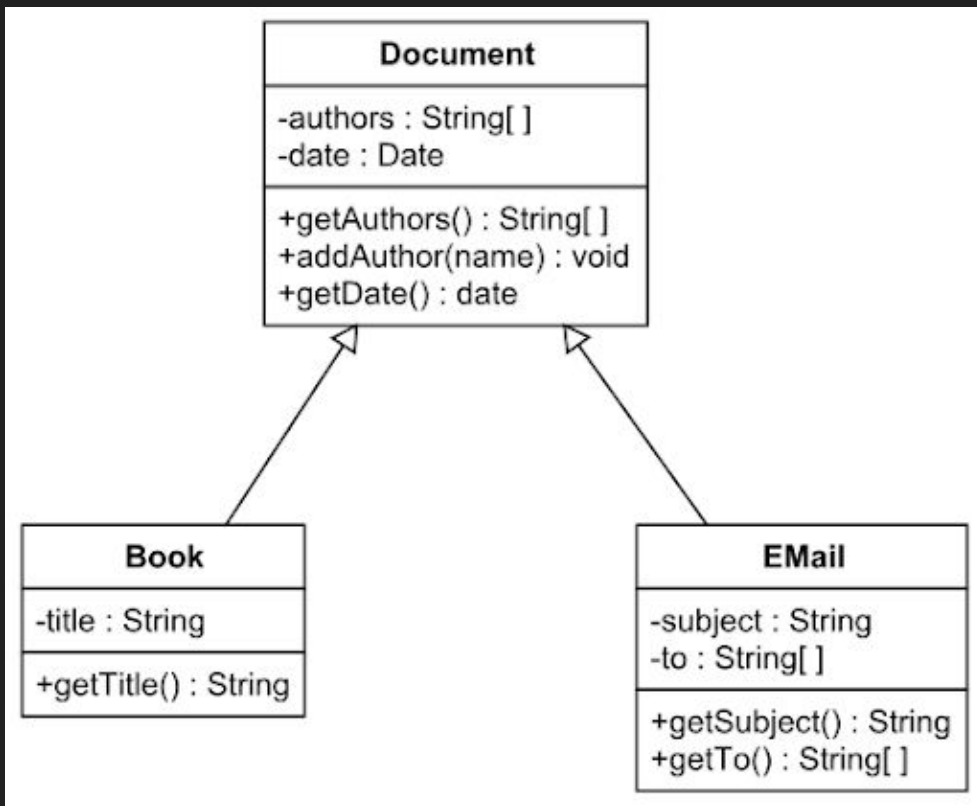 Document
-authors : String[ ]
-date : Date
+getAuthors() : String[ ]
+addAuthor(name) : void
+getDate() : date
Book
-title : String
+getTitle() : String
EMail
-subject : String
-to : String[ ]
+getSubject() : String
+getTo() : String[ ]